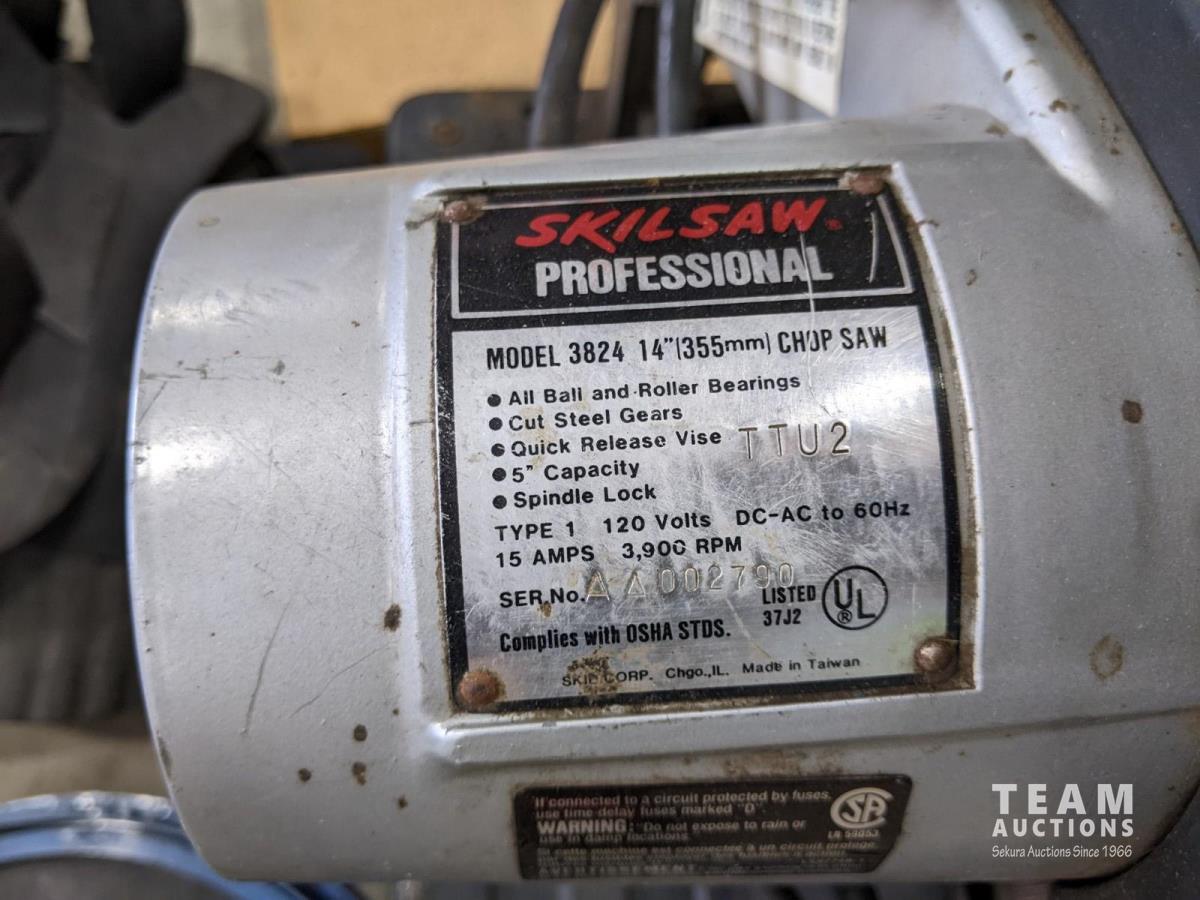 SKILSAW®
PROFESSIONAL
MODEL 3824 14"(355mm) CHOP SAW
● All Ball and Roller Bearings
● Cut Steel Gears
● Quick Release Vise TTU2
● 5" Capacity
● Spindle Lock
TYPE 1 120 Volts DC-AC to 60Hz
15 AMPS 3,900 RPM
SER.No. AA002790
LISTED UL®
37J2
Complies with OSHA STDS.
SKIL CORP. Chgo.,IL. Made in Taiwan
If connected to a circuit protected by fuses,
use time-delay fuses marked "D".
WARNING: Do not expose to rain or
use in damp locations.
LR 59053
AVERTISSEMENT
TEAM
AUCTIONS
Sekura Auctions Since 1966